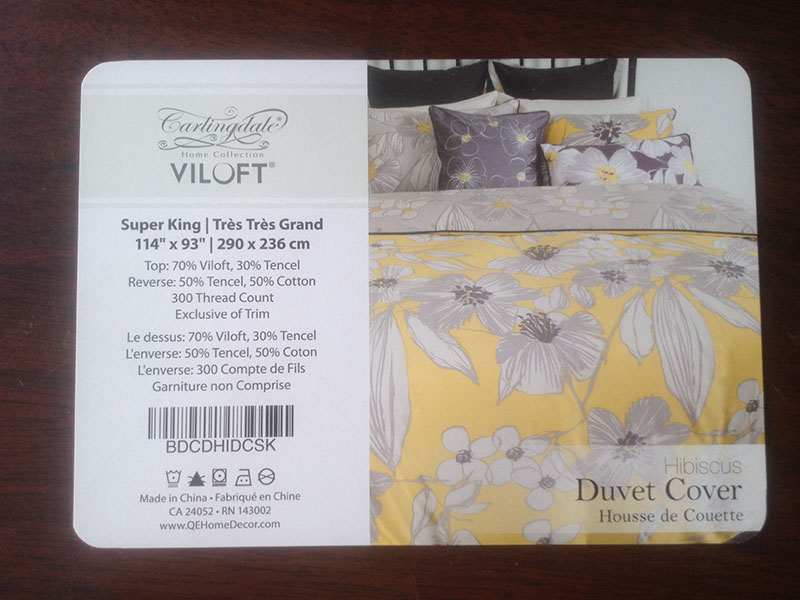 Carlingdale®
Home Collection
VILOFT®
Super King | Très Très Grand
114" x 93" | 290 x 236 cm
Top: 70% Viloft, 30% Tencel
Reverse: 50% Tencel, 50% Cotton
300 Thread Count
Exclusive of Trim
Le dessus: 70% Viloft, 30% Tencel
L'enverse: 50% Tencel, 50% Coton
L'enverse: 300 Compte de Fils
Garniture non Comprise
BDCDHIDCSK
Made in China • Fabriqué en Chine
CA 24052 • RN 143002
www.QEHomeDecor.com
Hibiscus
Duvet Cover
Housse de Couette